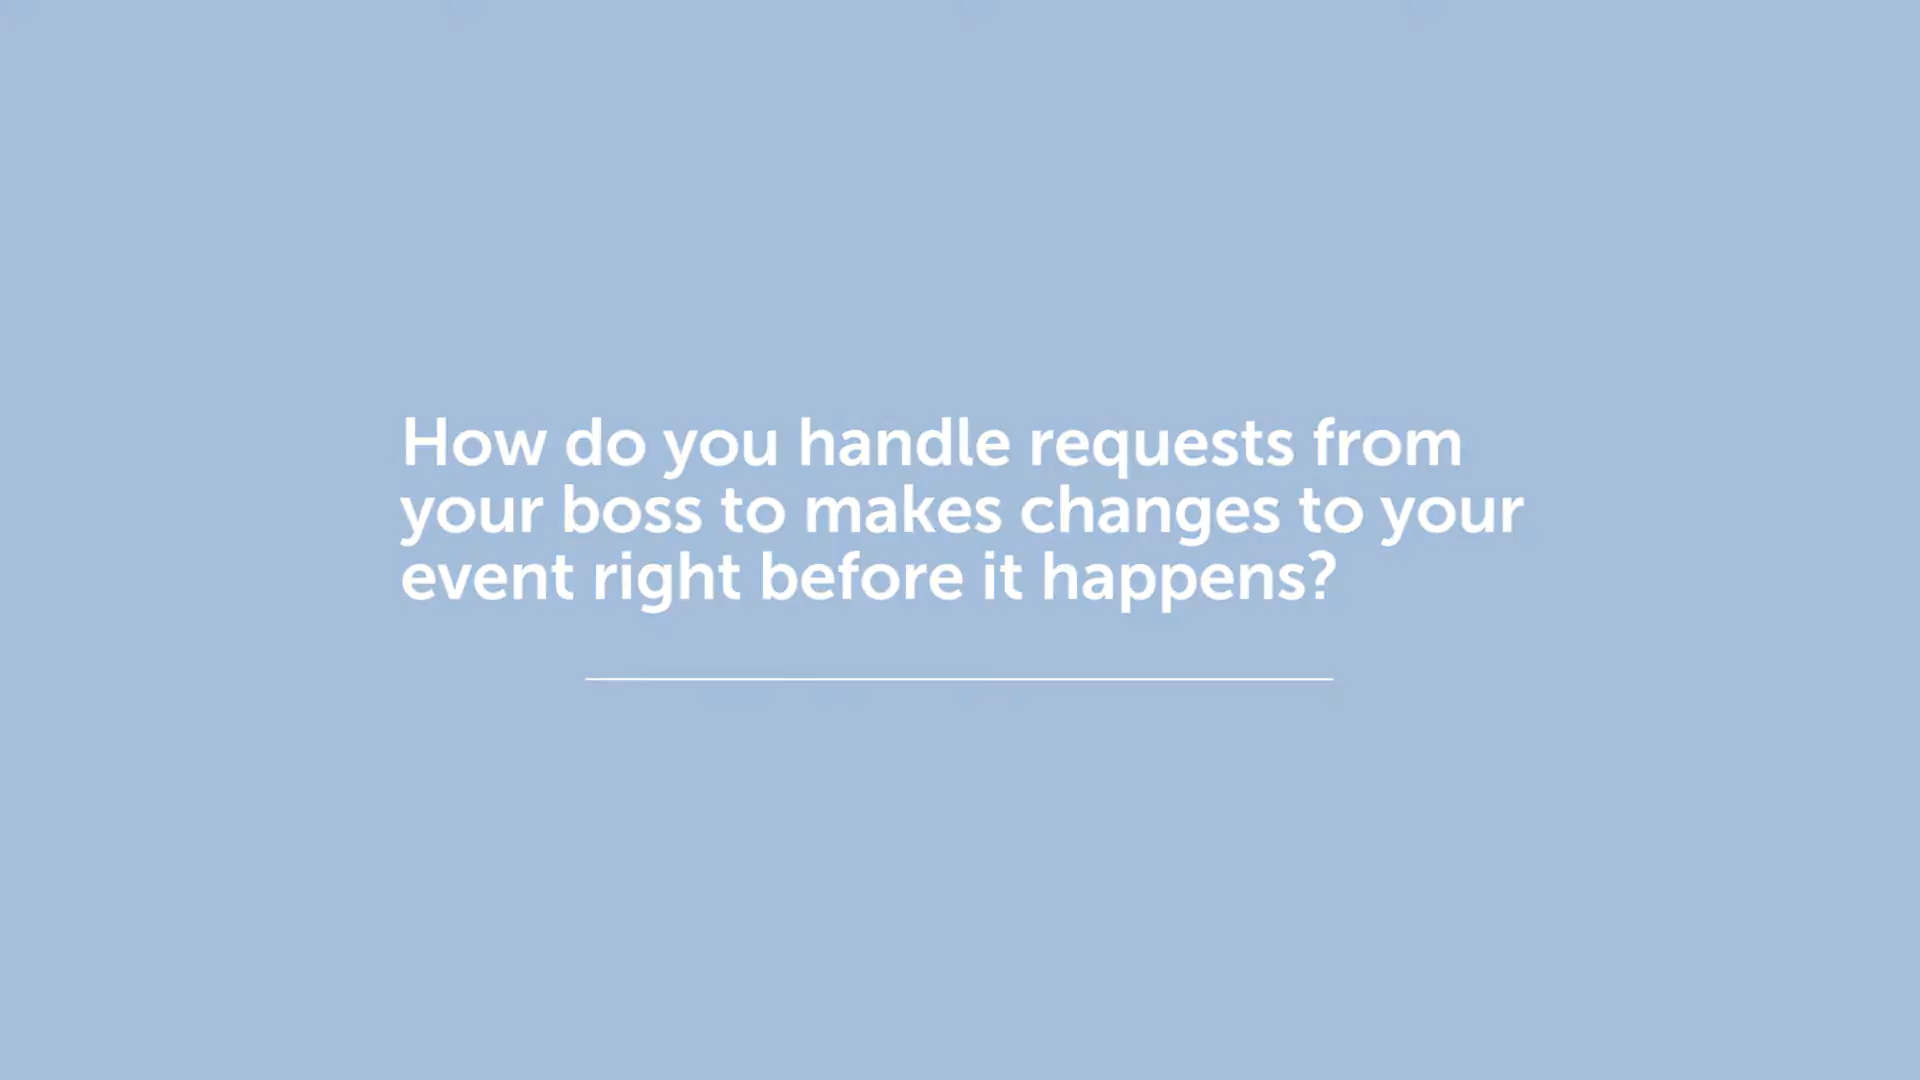 How do you handle requests from
your boss to makes changes to your
event right before it happens?